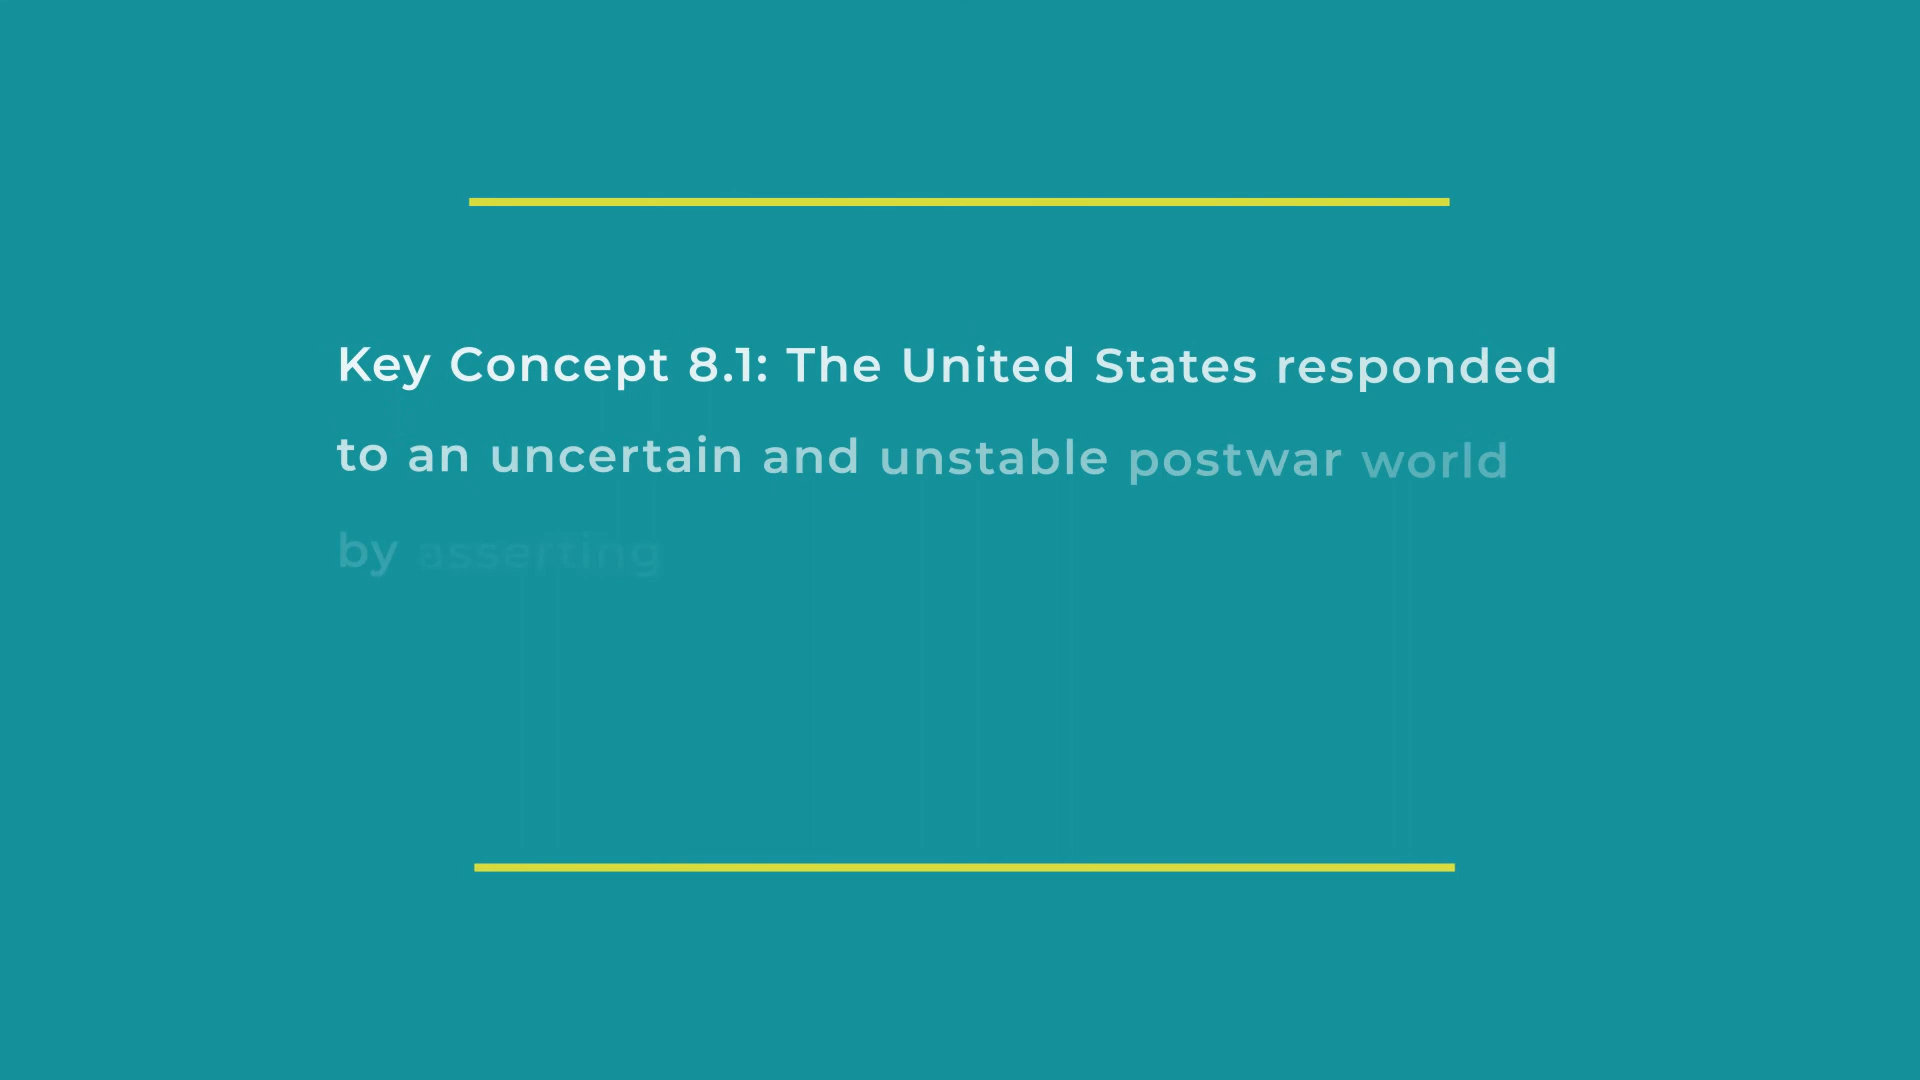 Key Concept 8.1: The United States responded
to an uncertain and unstable postwar world
by asserting